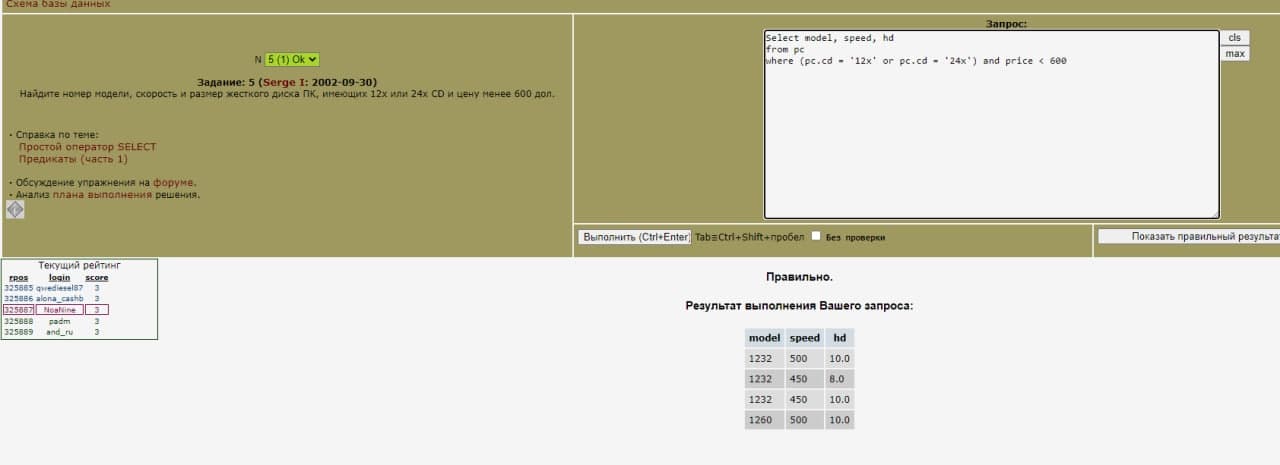 Схема базы данных
N 5 (1) Ok
Задание: 5 (Serge I: 2002-09-30)
Найдите номер модели, скорость и размер жесткого диска ПК, имеющих 12x или 24x CD и цену менее 600 дол.
· Справка по теме:
Простой оператор SELECT
Предикаты (часть 1)
· Обсуждение упражнения на форуме.
· Анализ плана выполнения решения.
Запрос:
Select model, speed, hd
from pc
where (pc.cd = '12x' or pc.cd = '24x') and price < 600
cls
max
Выполнить (Ctrl+Enter) Tab≡Ctrl+Shift+пробел Без проверки
Показать правильный результа
Текущий рейтинг
rpos login score
325885 qwediesel87 3
325886 alona_cashb 3
325887 NoaNine 3
325888 padm 3
325889 and_ru 3
Правильно.
Результат выполнения Вашего запроса:
model speed hd
1232 500 10.0
1232 450 8.0
1232 450 10.0
1260 500 10.0